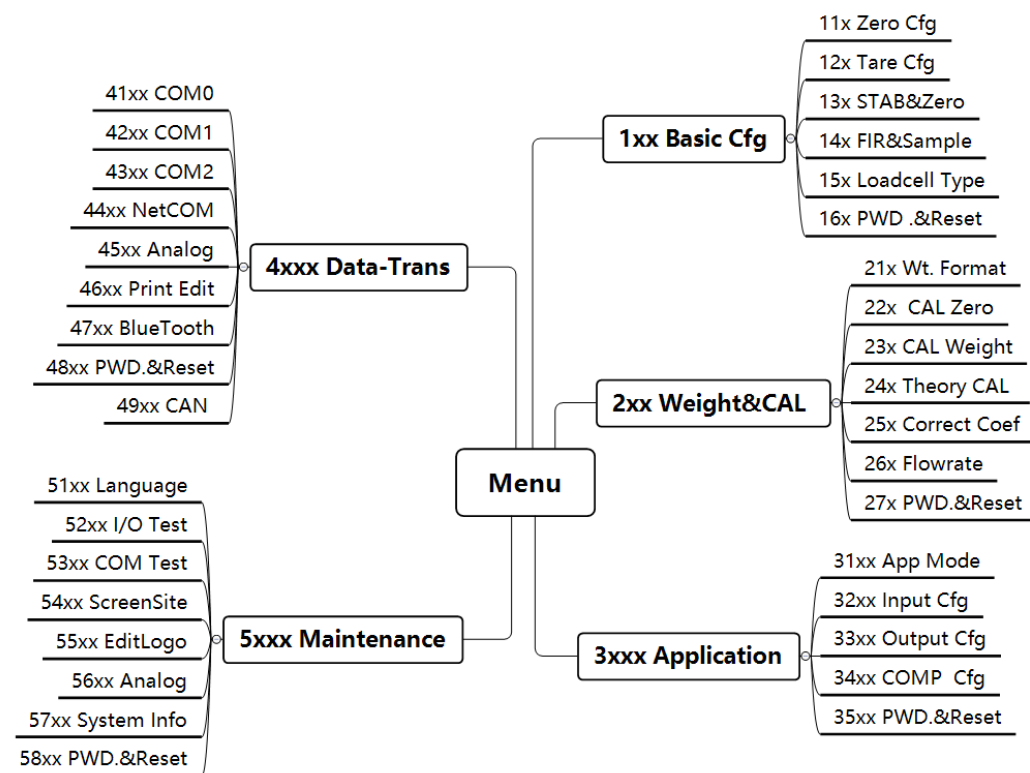 Menu
1xx Basic Cfg
11x Zero Cfg
12x Tare Cfg
13x STAB&Zero
14x FIR&Sample
15x Loadcell Type
16x PWD .&Reset
2xx Weight&CAL
21x Wt. Format
22x  CAL Zero
23x CAL Weight
24x Theory CAL
25x Correct Coef
26x Flowrate
27x PWD.&Reset
3xxx Application
31xx App Mode
32xx Input Cfg
33xx Output Cfg
34xx COMP  Cfg
35xx PWD.&Reset
4xxx Data-Trans
41xx COM0
42xx COM1
43xx COM2
44xx NetCOM
45xx Analog
46xx Print Edit
47xx BlueTooth
48xx PWD.&Reset
49xx CAN
5xxx Maintenance
51xx Language
52xx I/O Test
53xx COM Test
54xx ScreenSite
55xx EditLogo
56xx Analog
57xx System Info
58xx PWD.&Reset